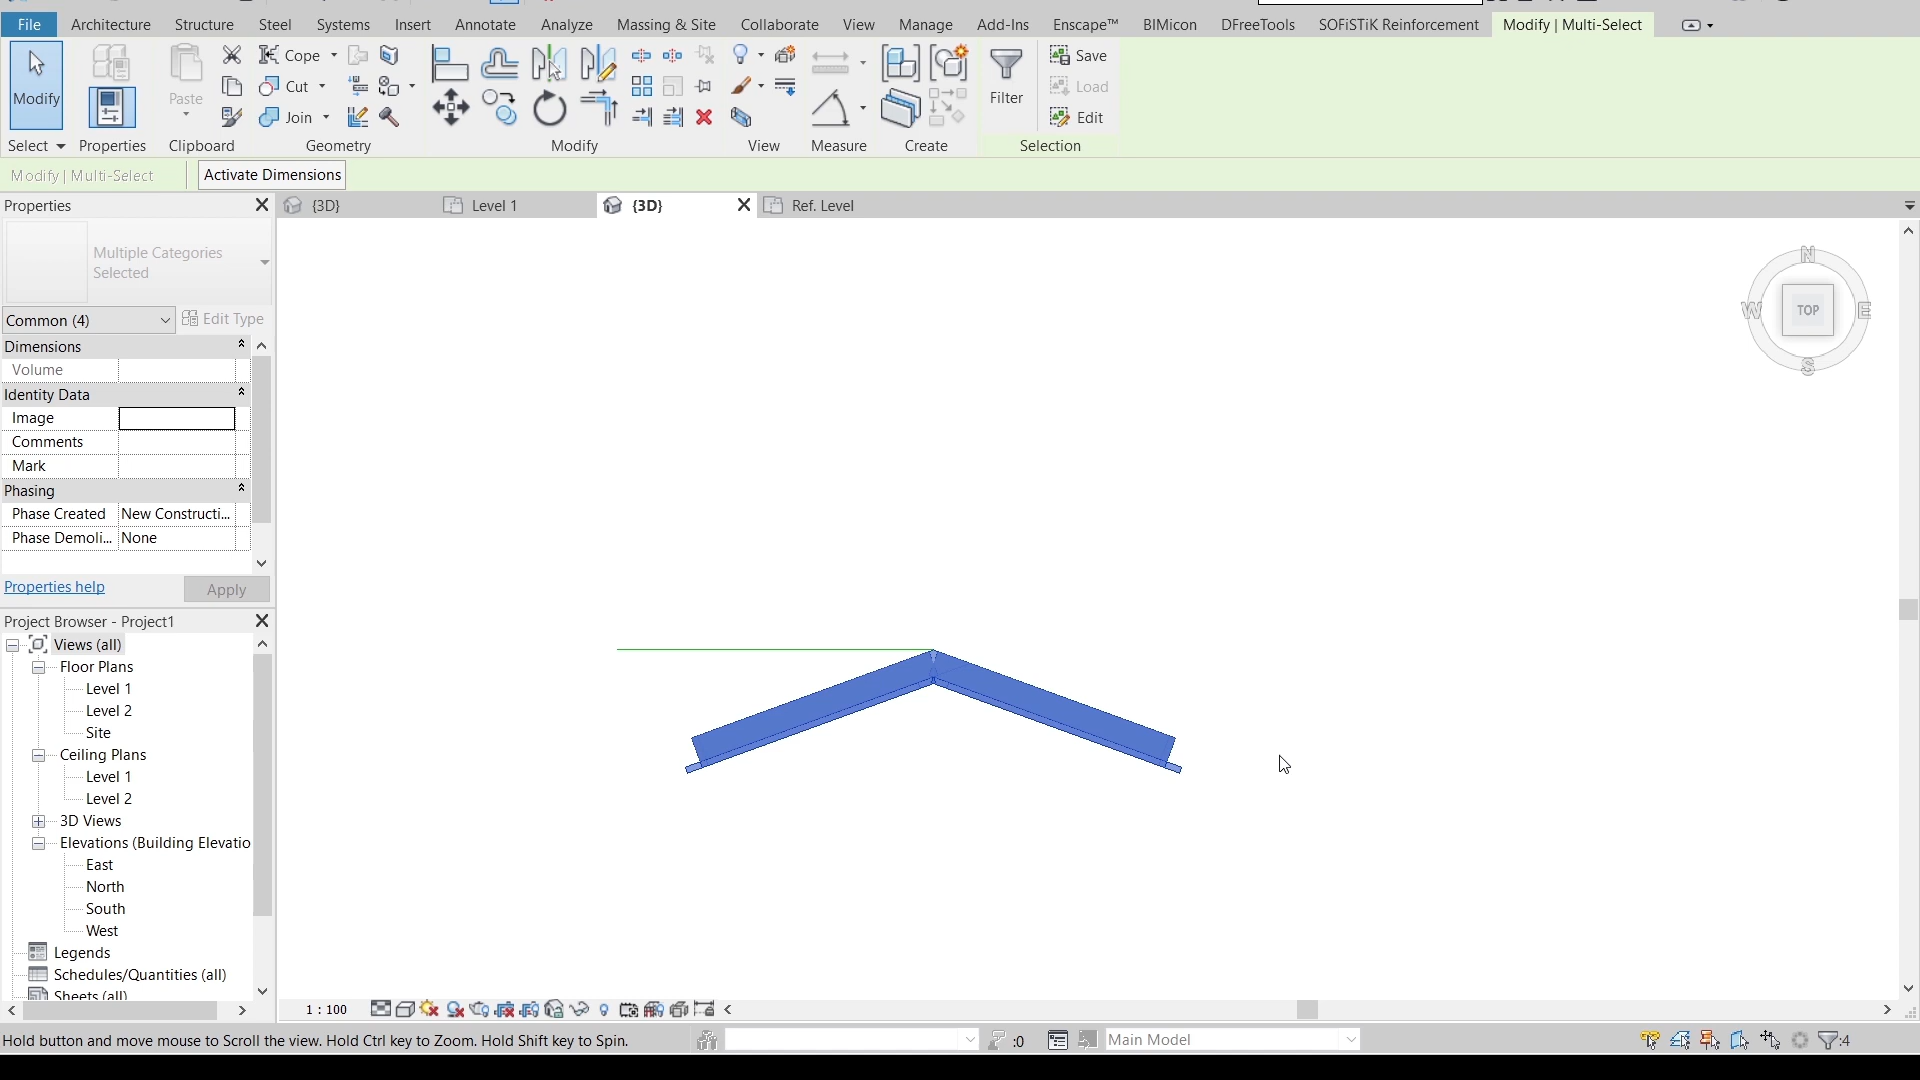 File Architecture Structure Steel Systems Insert Annotate Analyze Massing & Site Collaborate View Manage Add-Ins Enscape™ BIMicon DFreeTools SOFiSTiK Reinforcement Modify | Multi-Select
Modify Paste Cope Cut Join Filter Save Load Edit
Select Properties Clipboard Geometry Modify View Measure Create Selection
Modify | Multi-Select Activate Dimensions
Properties {3D} Level 1 {3D} Ref. Level
Multiple Categories
Selected
Common (4) Edit Type
Dimensions
Volume
Identity Data
Image
Comments
Mark
Phasing
Phase Created New Constructi...
Phase Demoli... None
Properties help Apply
Project Browser - Project1
Views (all)
Floor Plans
Level 1
Level 2
Site
Ceiling Plans
Level 1
Level 2
3D Views
Elevations (Building Elevatio
East
North
South
West
Legends
Schedules/Quantities (all)
Sheets (all)
N
W TOP E
S
1 : 100
Hold button and move mouse to Scroll the view. Hold Ctrl key to Zoom. Hold Shift key to Spin. :0 Main Model :4